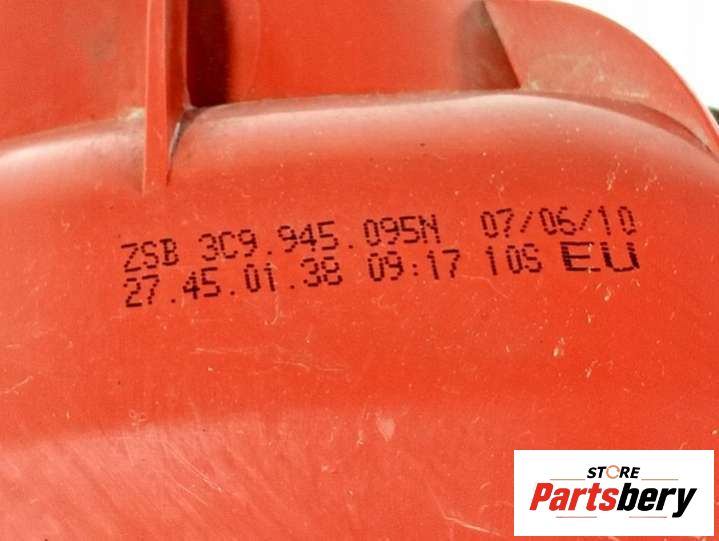 ZSB 3C9.945.095N 07/06/10
27.45.01.38 09:17 10S EU
STORE
Partsbery